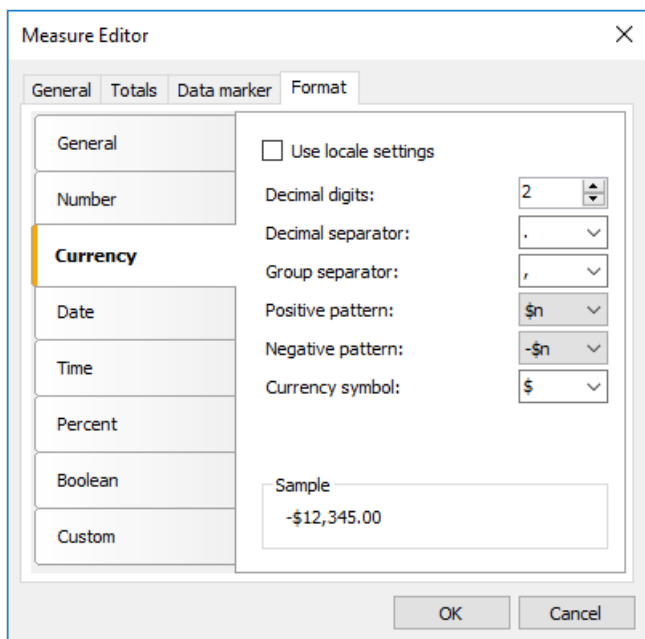 Measure Editor
General Totals Data marker Format
General
Number
Currency
Date
Time
Percent
Boolean
Custom
Use locale settings
Decimal digits: 2
Decimal separator: .
Group separator: ,
Positive pattern: $n
Negative pattern: -$n
Currency symbol: $
Sample
-$12,345.00
OK Cancel